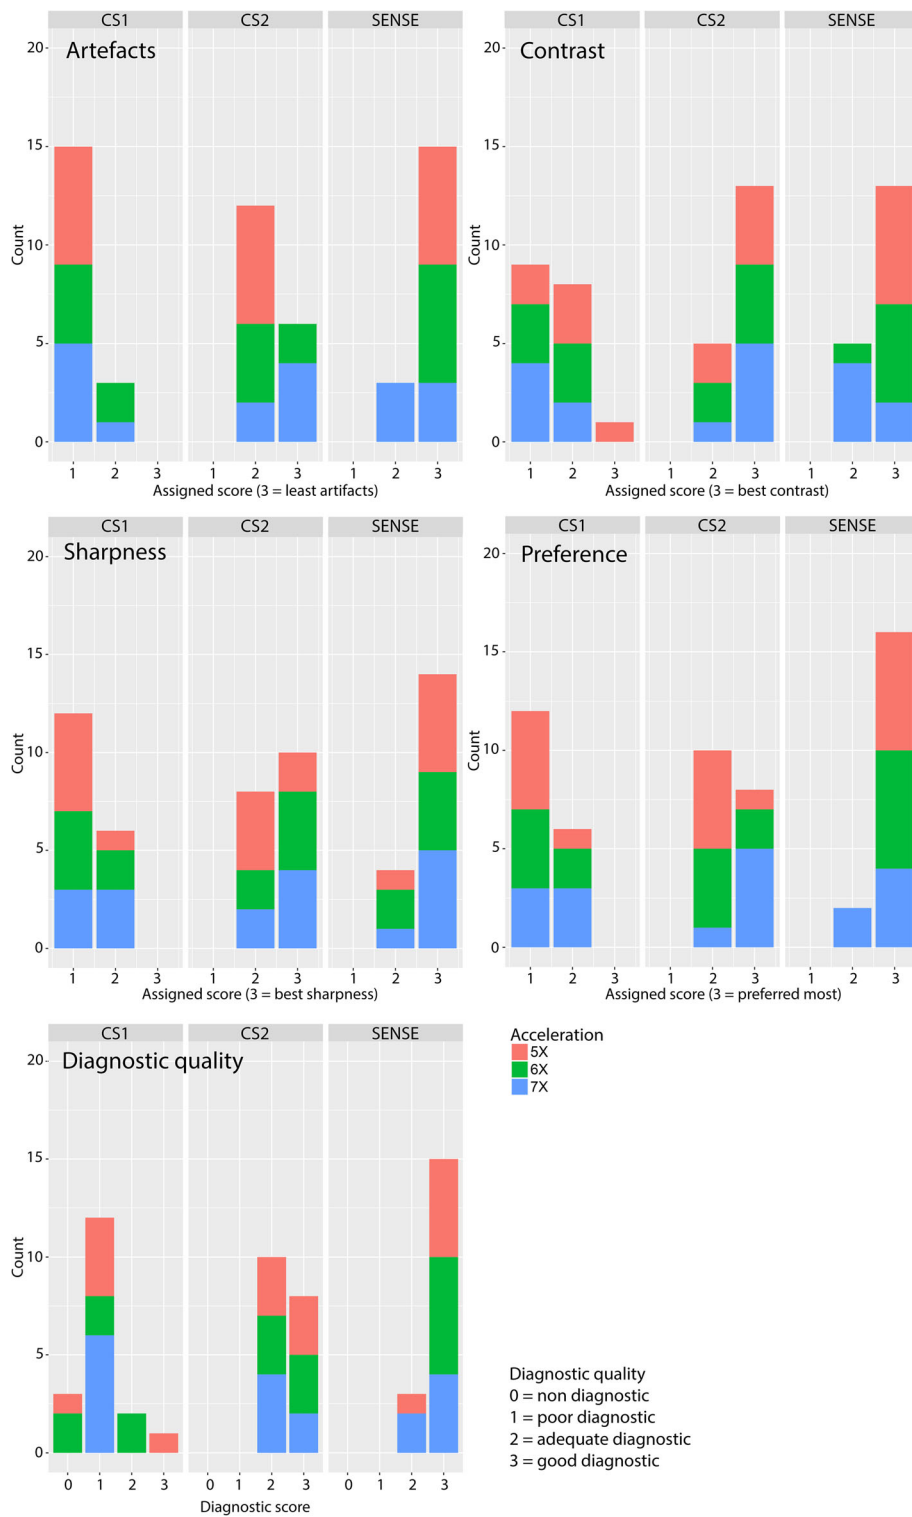 CS1 CS2 SENSE
Artefacts
20
15
10
5
0
Count
1 2 3 1 2 3 1 2 3
Assigned score (3 = least artifacts)
CS1 CS2 SENSE
Contrast
20
15
10
5
0
Count
1 2 3 1 2 3 1 2 3
Assigned score (3 = best contrast)
CS1 CS2 SENSE
Sharpness
20
15
10
5
0
Count
1 2 3 1 2 3 1 2 3
Assigned score (3 = best sharpness)
CS1 CS2 SENSE
Preference
20
15
10
5
0
Count
1 2 3 1 2 3 1 2 3
Assigned score (3 = preferred most)
CS1 CS2 SENSE
Diagnostic quality
20
15
10
5
0
Count
0 1 2 3 0 1 2 3 0 1 2 3
Diagnostic score
Acceleration
5X
6X
7X
Diagnostic quality
0 = non diagnostic
1 = poor diagnostic
2 = adequate diagnostic
3 = good diagnostic